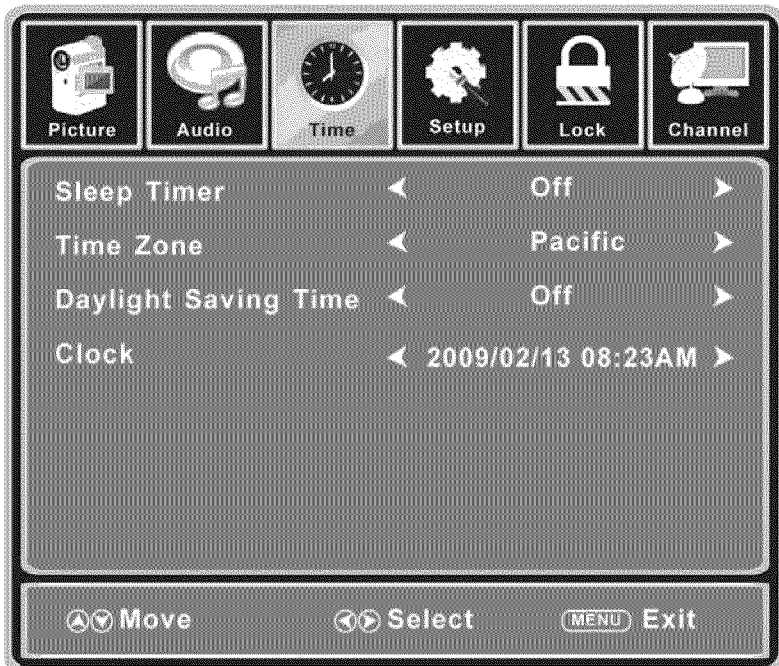 Picture Audio Time Setup Lock Channel
Sleep Timer Off
Time Zone Pacific
Daylight Saving Time Off
Clock 2009/02/13 08:23AM
Move Select MENU Exit